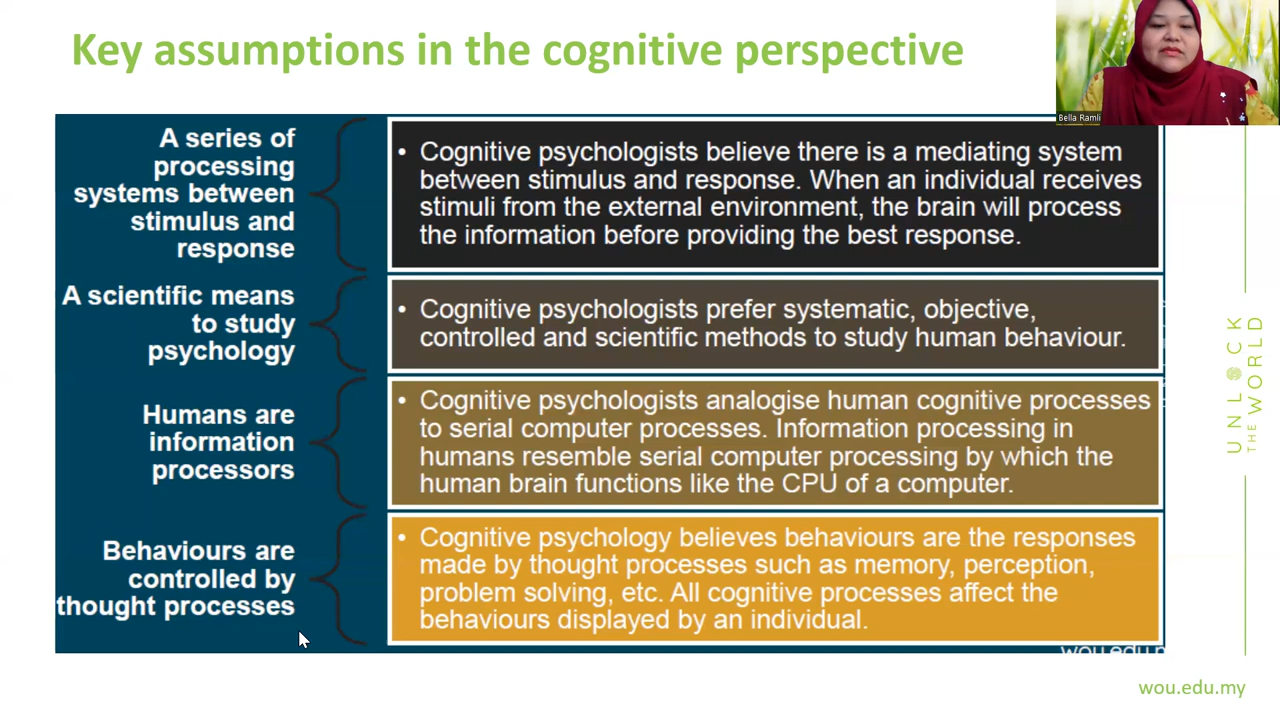 Key assumptions in the cognitive perspective
Bella Ramli
A series of
processing
systems between
stimulus and
response
• Cognitive psychologists believe there is a mediating system
between stimulus and response. When an individual receives
stimuli from the external environment, the brain will process
the information before providing the best response.
A scientific means
to study
psychology
• Cognitive psychologists prefer systematic, objective,
controlled and scientific methods to study human behaviour.
Humans are
information
processors
• Cognitive psychologists analogise human cognitive processes
to serial computer processes. Information processing in
humans resemble serial computer processing by which the
human brain functions like the CPU of a computer.
Behaviours are
controlled by
thought processes
• Cognitive psychology believes behaviours are the responses
made by thought processes such as memory, perception,
problem solving, etc. All cognitive processes affect the
behaviours displayed by an individual.
UNLOCK
THE WORLD
wou.edu.my